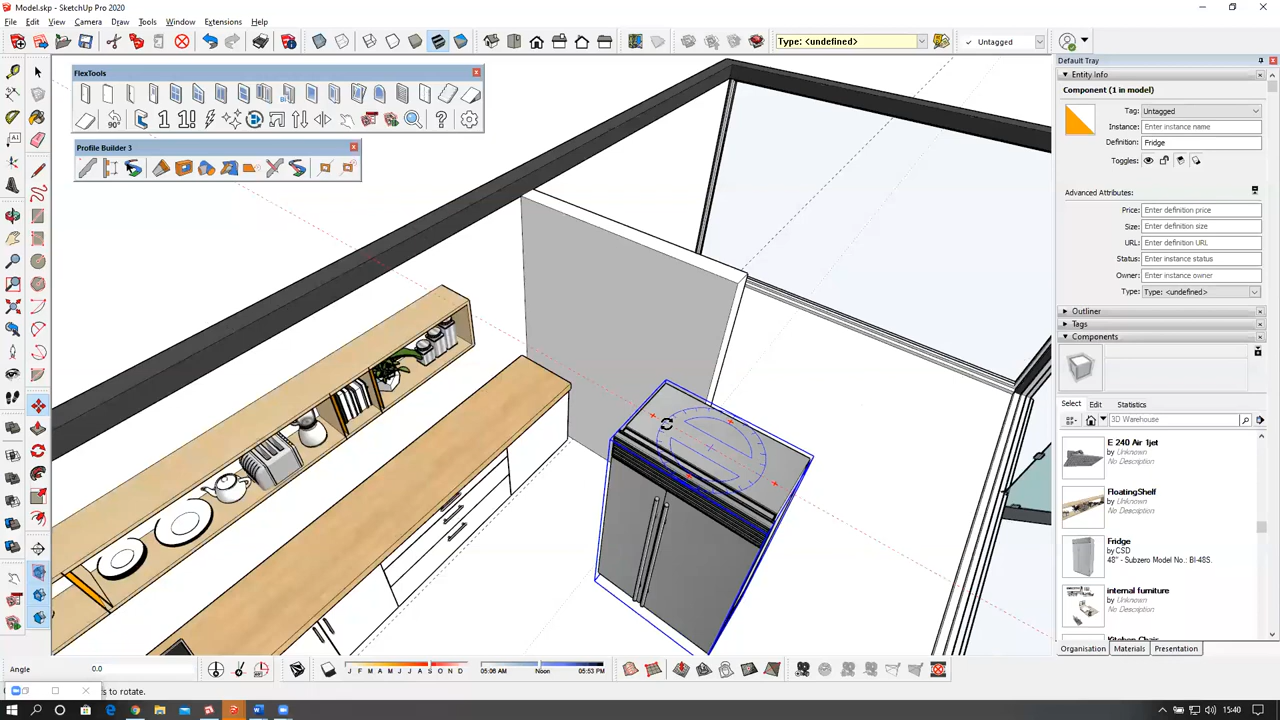 Model.skp - SketchUp Pro 2020
File Edit View Camera Draw Tools Window Extensions Help
Type: <undefined>
Untagged
FlexTools
Profile Builder 3
Default Tray
Entity Info
Component (1 in model)
Tag: Untagged
Instance: Enter instance name
Definition: Fridge
Toggles:
Advanced Attributes:
Price: Enter definition price
Size: Enter definition size
URL: Enter definition URL
Status: Enter instance status
Owner: Enter instance owner
Type: Type: <undefined>
Outliner
Tags
Components
Select Edit Statistics
3D Warehouse
E 240 Air 1jet
by Unknown
No Description
FloatingShelf
by Unknown
No Description
Fridge
by CSD
48" - Subzero Model No.: BI-48S.
internal furniture
by Unknown
No Description
Kitchen Chair
Organisation Materials Presentation
Angle 0.0
J F M A M J J A S O N D
05:06 AM Noon 05:53 PM
s to rotate.
15:40